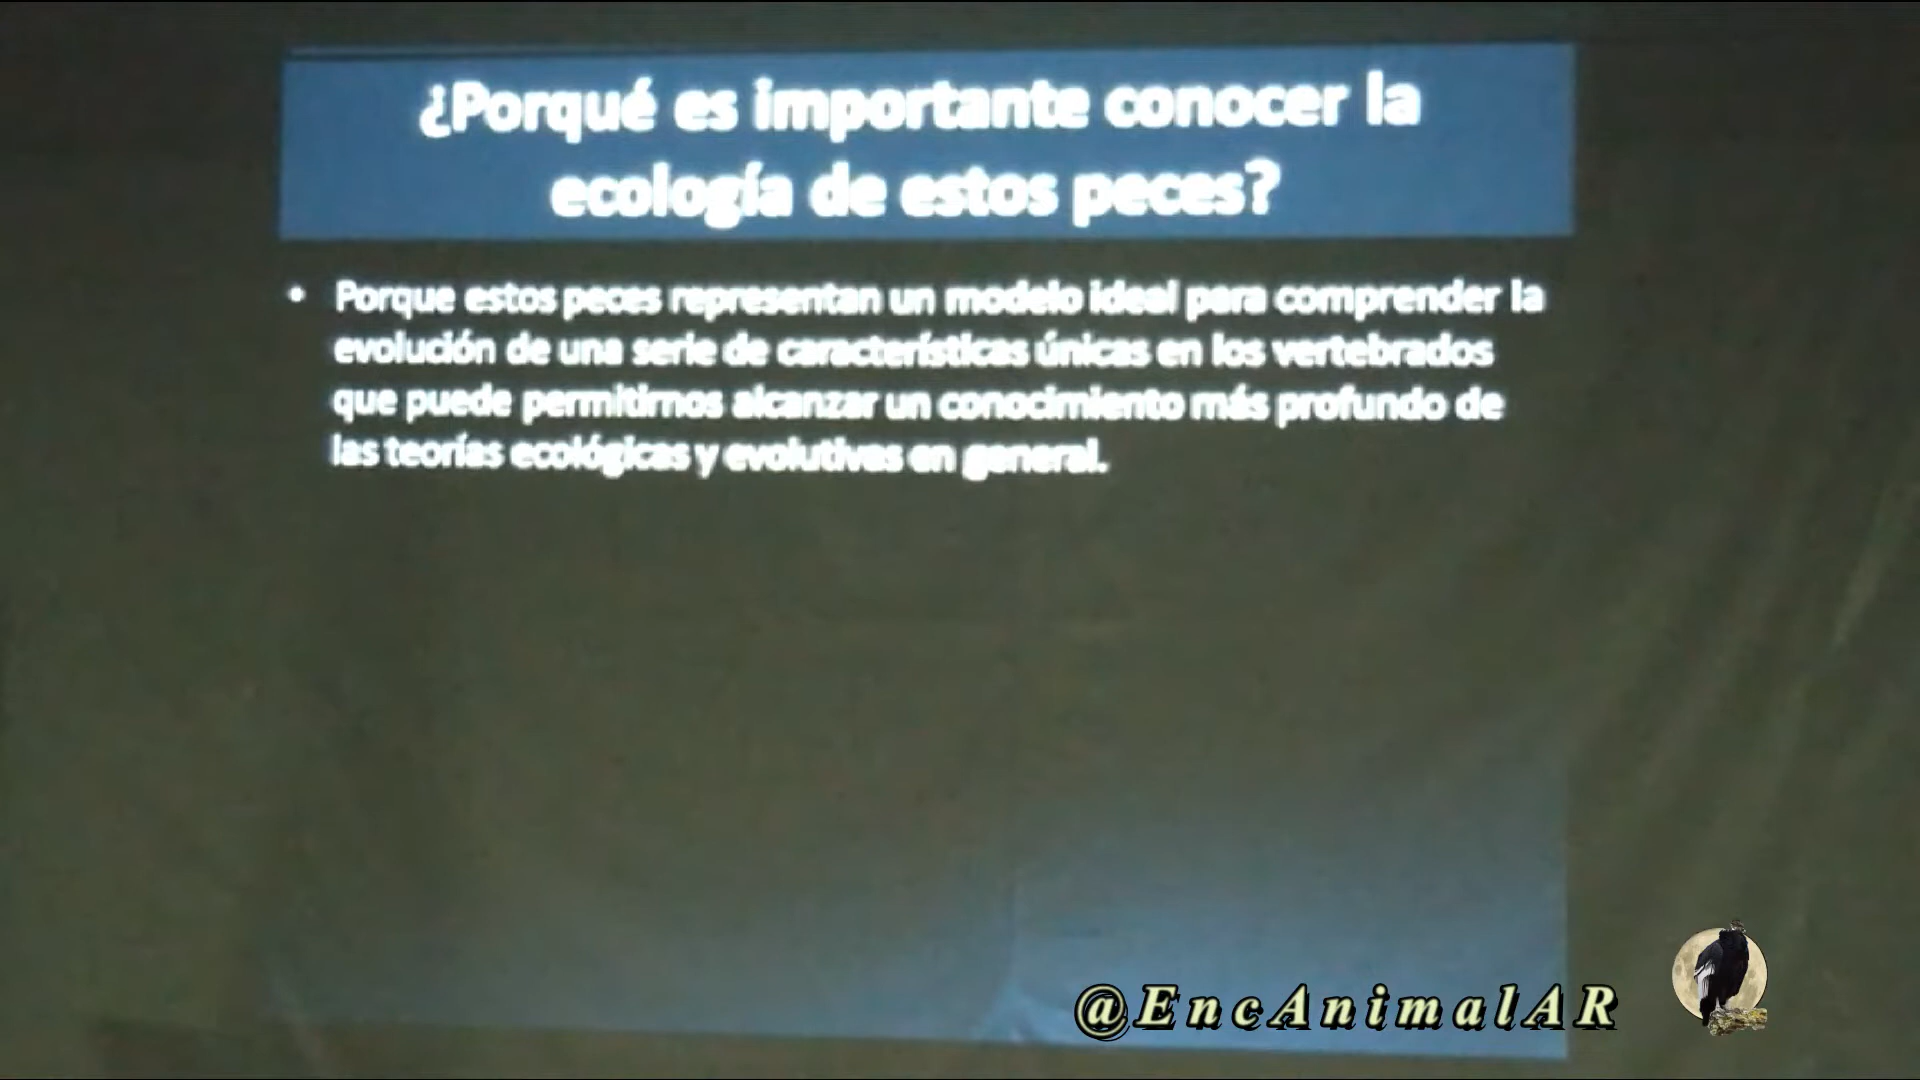 ¿Porqué es importante conocer la
ecología de estos peces?
• Porque estos peces representan un modelo ideal para comprender la
evolución de una serie de características únicas en los vertebrados
que puede permitirnos alcanzar un conocimiento más profundo de
las teorías ecológicas y evolutivas en general.
@EncAnimalAR